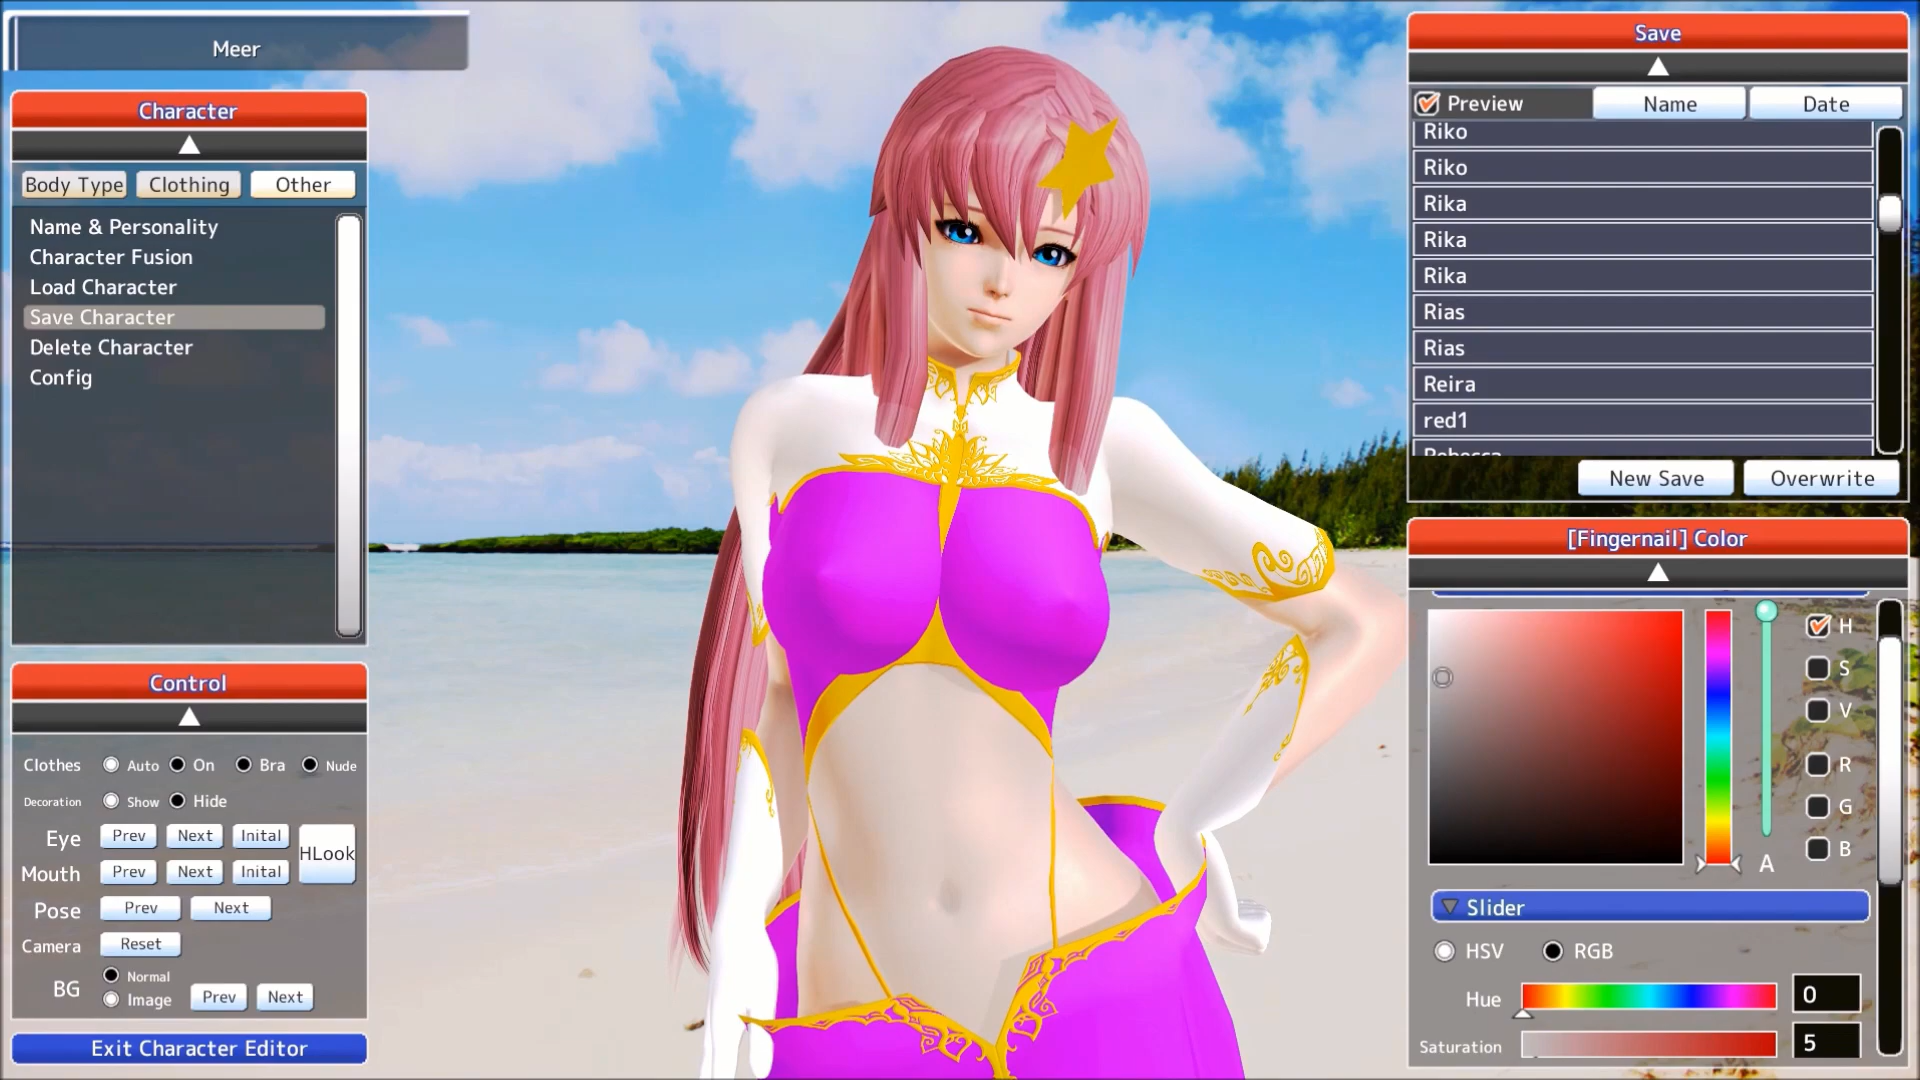 Meer
Character
Body Type Clothing Other
Name & Personality
Character Fusion
Load Character
Save Character
Delete Character
Config
Control
Clothes Auto On Bra Nude
Decoration Show Hide
Eye Prev Next Inital
HLook
Mouth Prev Next Inital
Pose Prev Next
Camera Reset
BG Normal
Image Prev Next
Exit Character Editor
Save
Preview Name Date
Riko
Riko
Rika
Rika
Rika
Rias
Rias
Reira
red1
Rebecca
New Save Overwrite
[Fingernail] Color
H
S
V
R
G
B
A
Slider
HSV RGB
Hue 0
Saturation 5